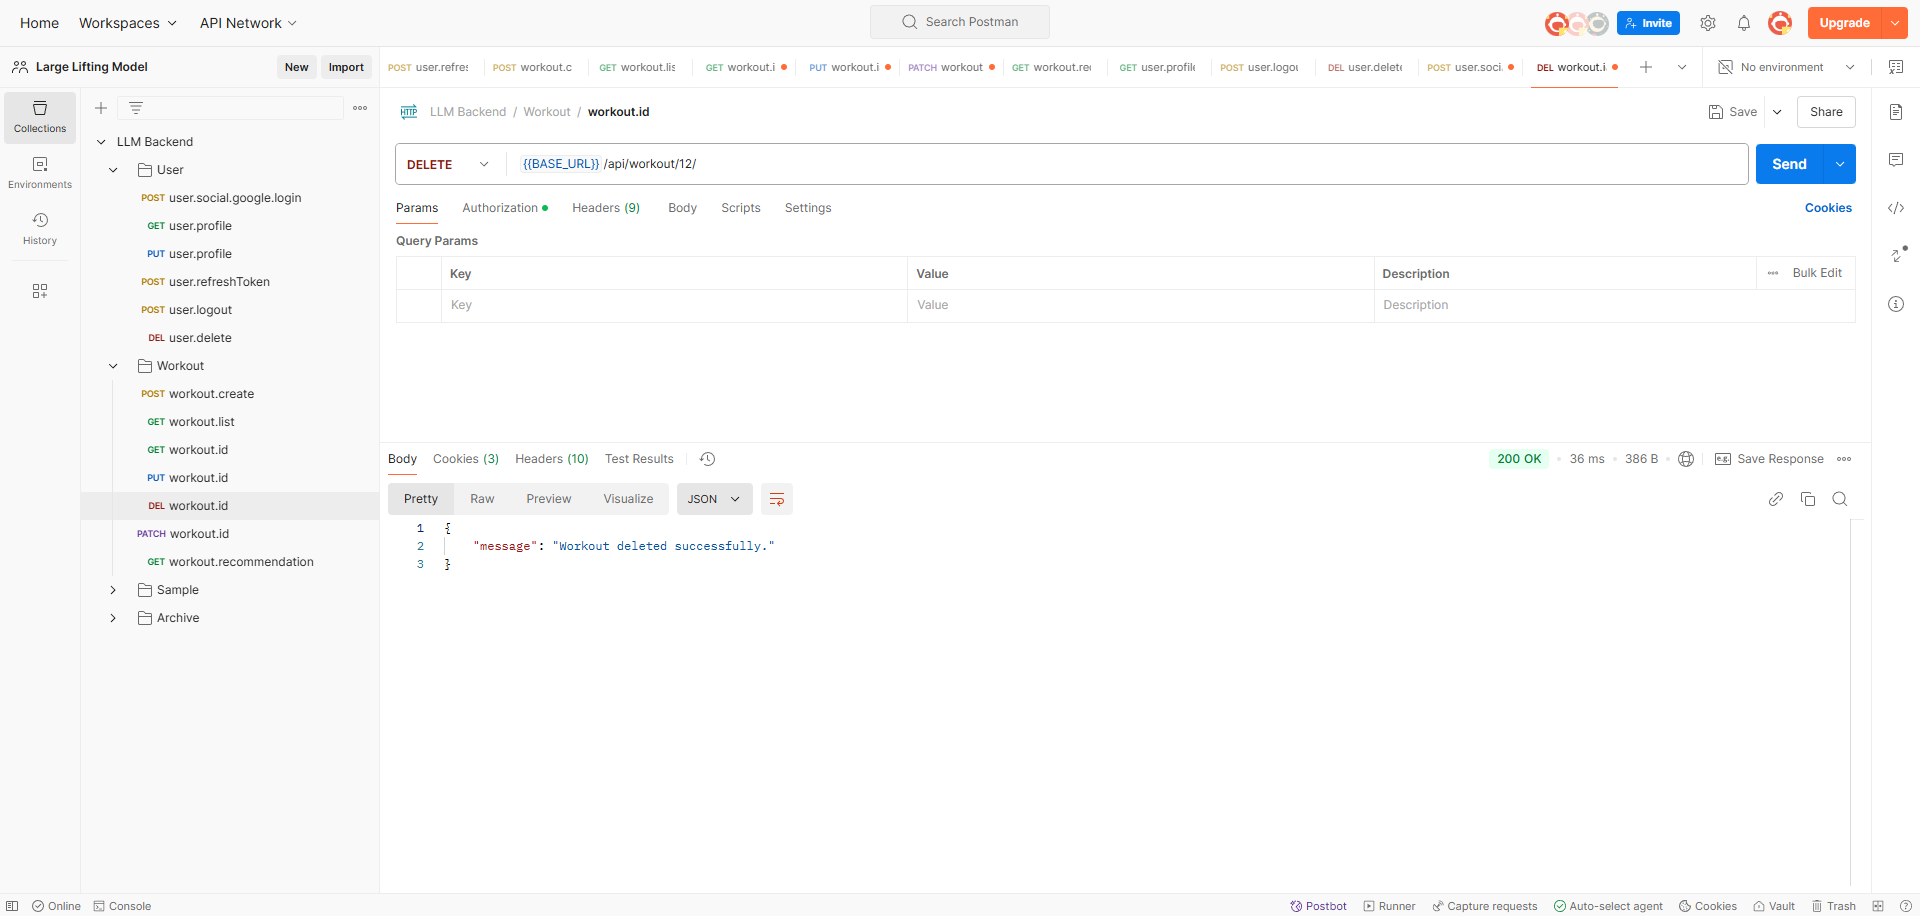 Home Workspaces API Network Search Postman Invite Upgrade
Large Lifting Model New Import
POST user.refres POST workout.c GET workout.lis GET workout.i PUT workout.i PATCH workout GET workout.re GET user.profile POST user.logou DEL user.delete POST user.soci. DEL workout.i. No environment
Collections
Environments
History
LLM Backend
User
POST user.social.google.login
GET user.profile
PUT user.profile
POST user.refreshToken
POST user.logout
DEL user.delete
Workout
POST workout.create
GET workout.list
GET workout.id
PUT workout.id
DEL workout.id
PATCH workout.id
GET workout.recommendation
Sample
Archive
HTTP LLM Backend / Workout / workout.id Save Share
DELETE {{BASE_URL}} /api/workout/12/ Send
Params Authorization Headers (9) Body Scripts Settings Cookies
Query Params
Key Value Description Bulk Edit
Key Value Description
Body Cookies (3) Headers (10) Test Results 200 OK 36 ms 386 B e.g. Save Response
Pretty Raw Preview Visualize JSON
1 {
2 "message": "Workout deleted successfully."
3 }
Online Console Postbot Runner Capture requests Auto-select agent Cookies Vault Trash